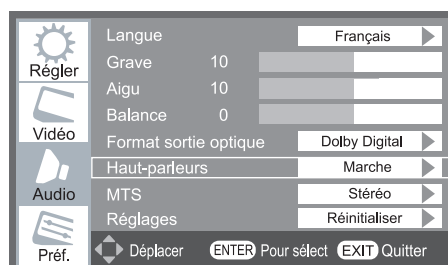 Régler
Vidéo
Audio
Préf.
Langue Français
Grave 10
Aigu 10
Balance 0
Format sortie optique Dolby Digital
Haut-parleurs Marche
MTS Stéréo
Réglages Réinitialiser
Déplacer ENTER Pour sélect EXIT Quitter